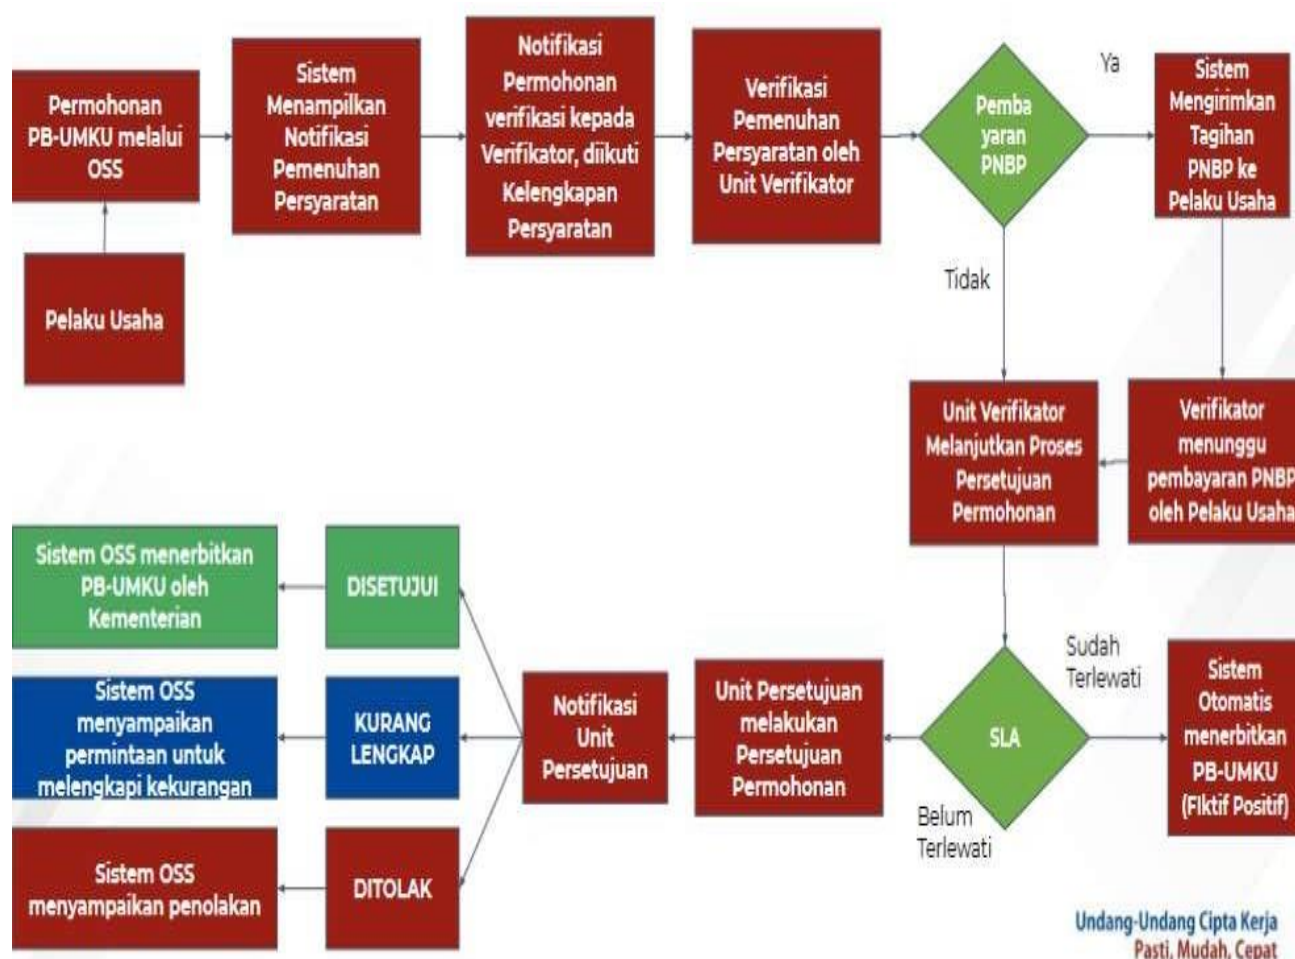 Permohonan
PB-UMKU melalui
OSS
Pelaku Usaha
Sistem
Menampilkan
Notifikasi
Pemenuhan
Persyaratan
Notifikasi
Permohonan
verifikasi kepada
Verifikator, diikuti
Kelengkapan
Persyaratan
Verifikasi
Pemenuhan
Persyaratan oleh
Unit Verifikator
Pemba
yaran
PNBP
Ya
Sistem
Mengirimkan
Tagihan
PNBP ke
Pelaku Usaha
Tidak
Unit Verifikator
Melanjutkan Proses
Persetujuan
Permohonan
Verifikator
menunggu
pembayaran PNBP
oleh Pelaku Usaha
SLA
Sudah
Terlewati
Sistem
Otomatis
menerbitkan
PB-UMKU
(FIktif Positif)
Belum
Terlewati
Unit Persetujuan
melakukan
Persetujuan
Permohonan
Notifikasi
Unit
Persetujuan
DISETUJUI
Sistem OSS menerbitkan
PB-UMKU oleh
Kementerian
KURANG
LENGKAP
Sistem OSS
menyampaikan
permintaan untuk
melengkapi kekurangan
DITOLAK
Sistem OSS
menyampaikan penolakan
Undang-Undang Cipta Kerja
Pasti, Mudah, Cepat